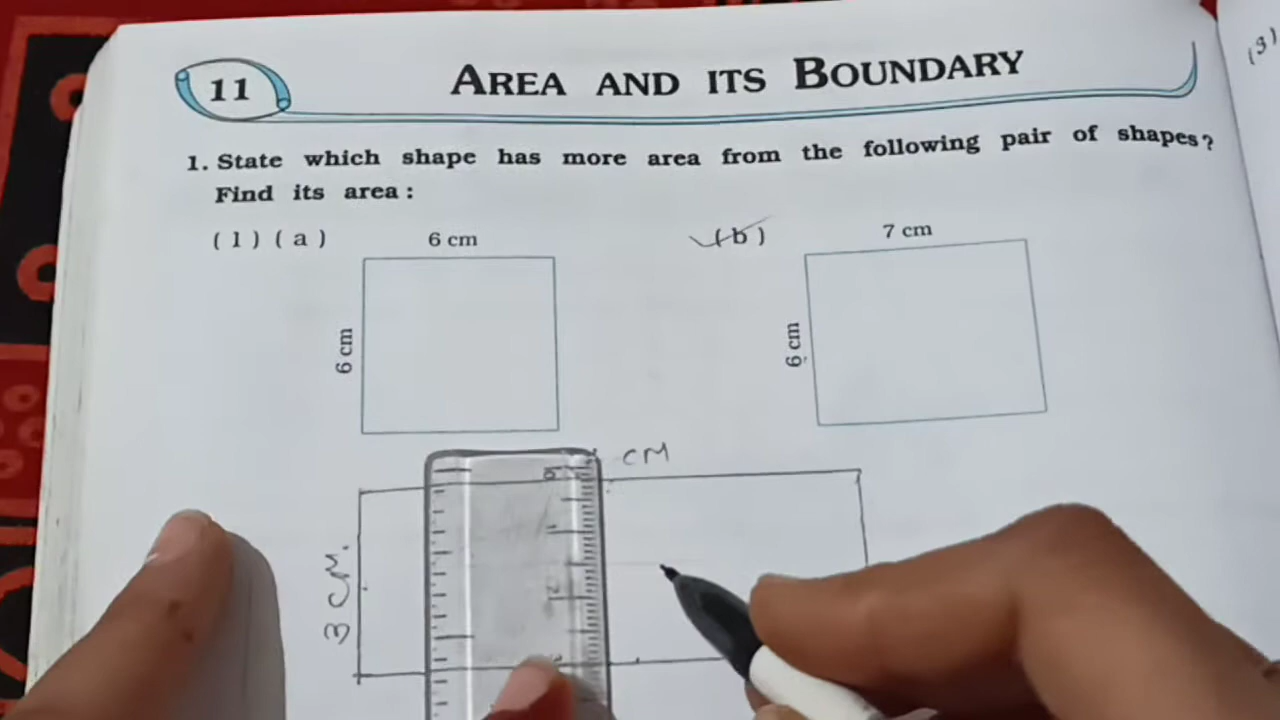 11
AREA AND ITS BOUNDARY
(3)
1. State which shape has more area from the following pair of shapes?
Find its area :
( 1 ) ( a )
6 cm
(b)
7 cm
6 cm
6 cm
CM
3 CM.